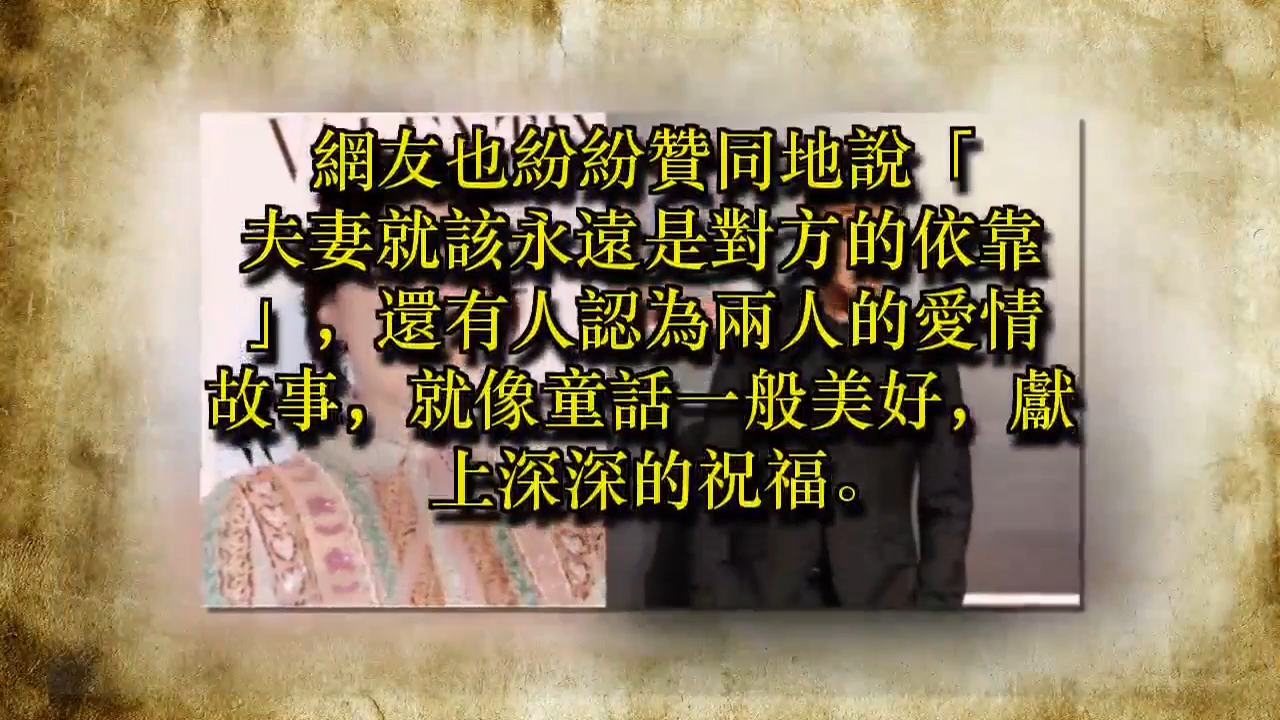 網友也紛紛贊同地說「
夫妻就該永遠是對方的依靠
」，還有人認為兩人的愛情
故事，就像童話一般美好，獻
上深深的祝福。